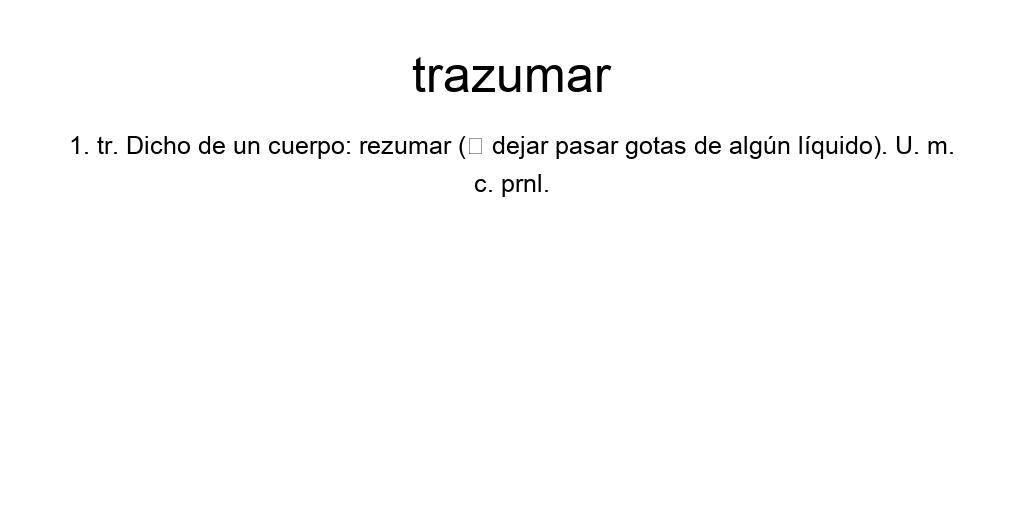 trazumar
1. tr. Dicho de un cuerpo: rezumar (□ dejar pasar gotas de algún líquido). U. m.
c. prnl.